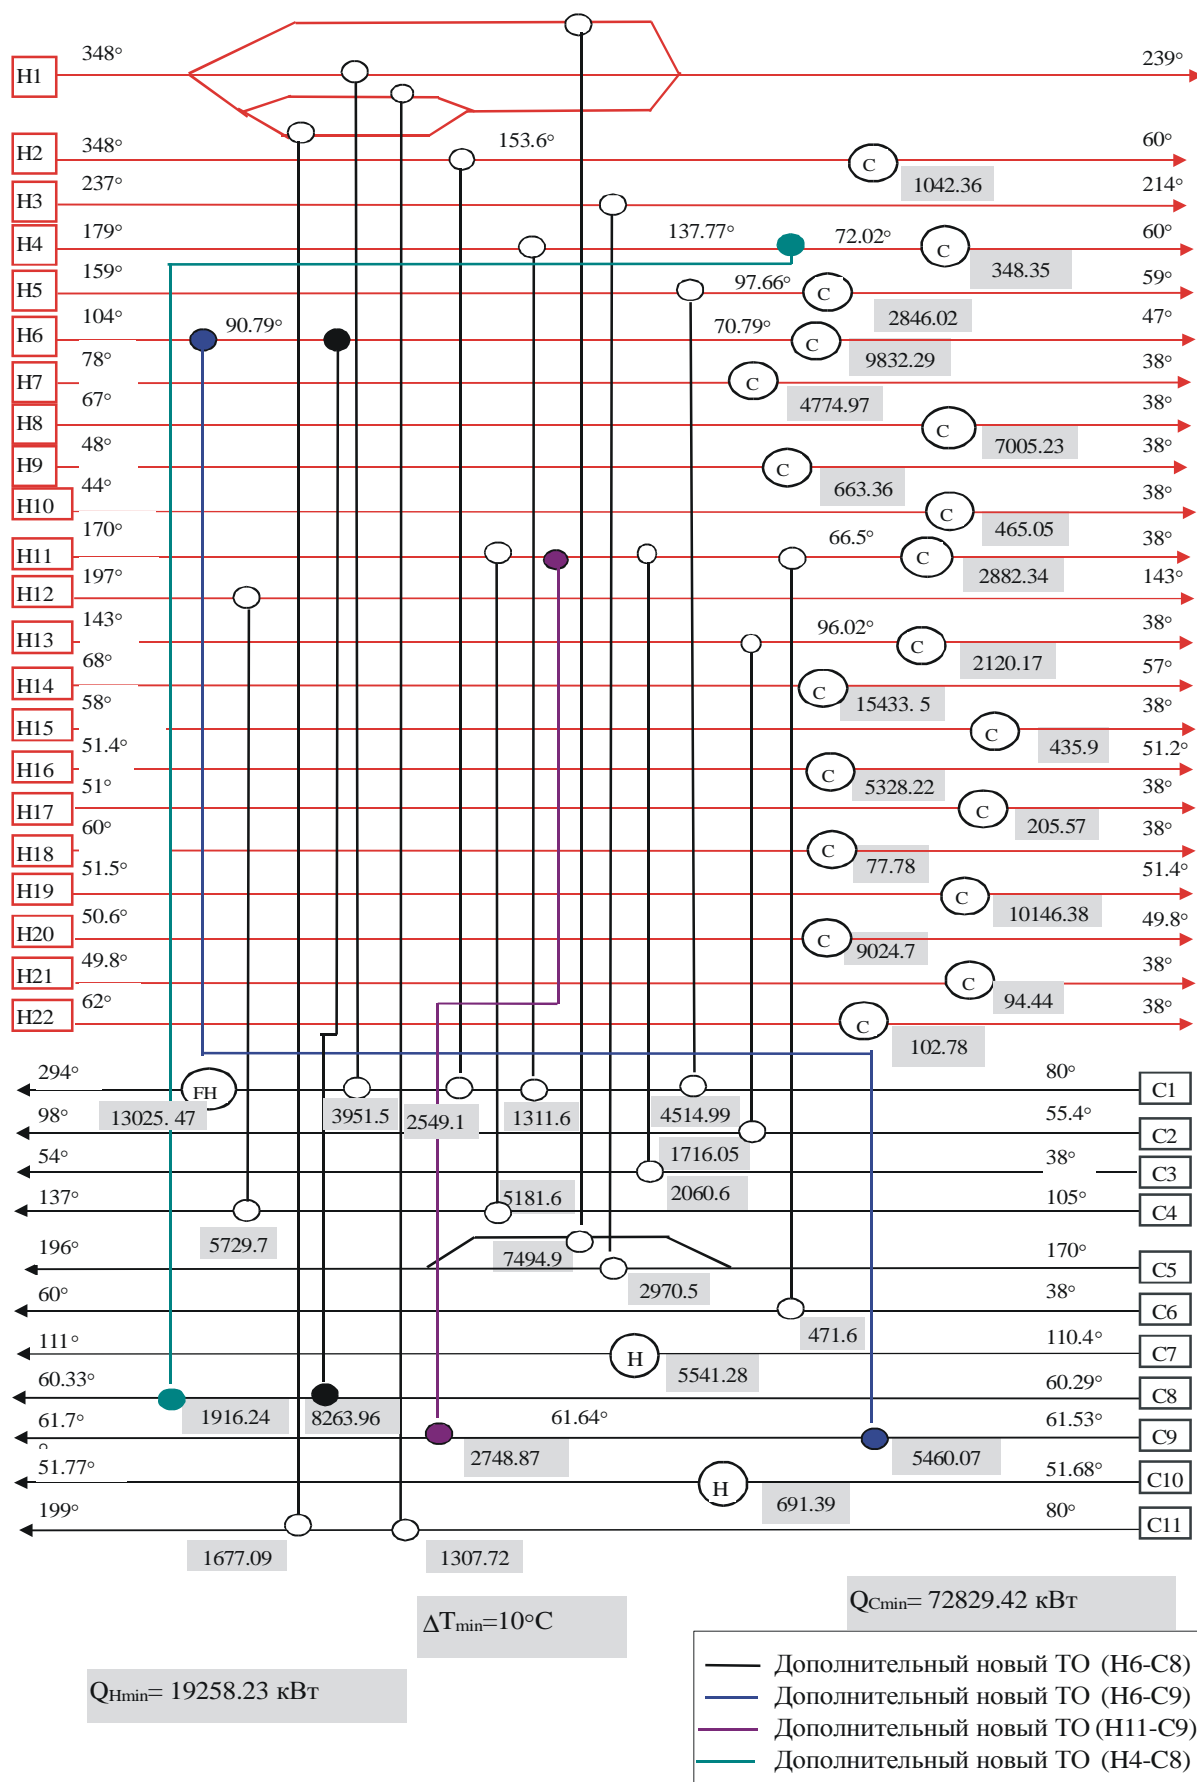 348°
239°
H1
348°
153.6°
60°
H2
C
1042.36
237°
214°
H3
179°
137.77°
72.02°
60°
H4
C
348.35
159°
97.66°
59°
H5
C
2846.02
104°
90.79°
70.79°
47°
H6
C
9832.29
78°
38°
H7
C
4774.97
67°
38°
H8
C
7005.23
48°
38°
H9
C
663.36
44°
38°
H10
C
465.05
170°
66.5°
38°
H11
C
2882.34
197°
143°
H12
143°
96.02°
38°
H13
C
2120.17
68°
57°
H14
C
15433. 5
58°
38°
H15
C
435.9
51.4°
51.2°
H16
C
5328.22
51°
38°
H17
C
205.57
60°
38°
H18
C
77.78
51.5°
51.4°
H19
C
10146.38
50.6°
49.8°
H20
C
9024.7
49.8°
38°
H21
C
94.44
62°
38°
H22
C
102.78
294°
80°
FH
C1
13025. 47
3951.5
2549.1
1311.6
4514.99
98°
55.4°
C2
1716.05
54°
38°
C3
2060.6
137°
105°
C4
5181.6
5729.7
196°
170°
7494.9
C5
2970.5
60°
38°
C6
471.6
111°
110.4°
H
C7
5541.28
60.33°
60.29°
C8
1916.24
8263.96
61.7°
61.64°
61.53°
C9
2748.87
5460.07
°
51.77°
51.68°
H
C10
691.39
199°
80°
C11
1677.09
1307.72
QCmin= 72829.42 кВт
ΔTmin=10°C
QHmin= 19258.23 кВт
Дополнительный новый ТО (H6-C8)
Дополнительный новый ТО (H6-C9)
Дополнительный новый ТО (H11-C9)
Дополнительный новый ТО (H4-C8)